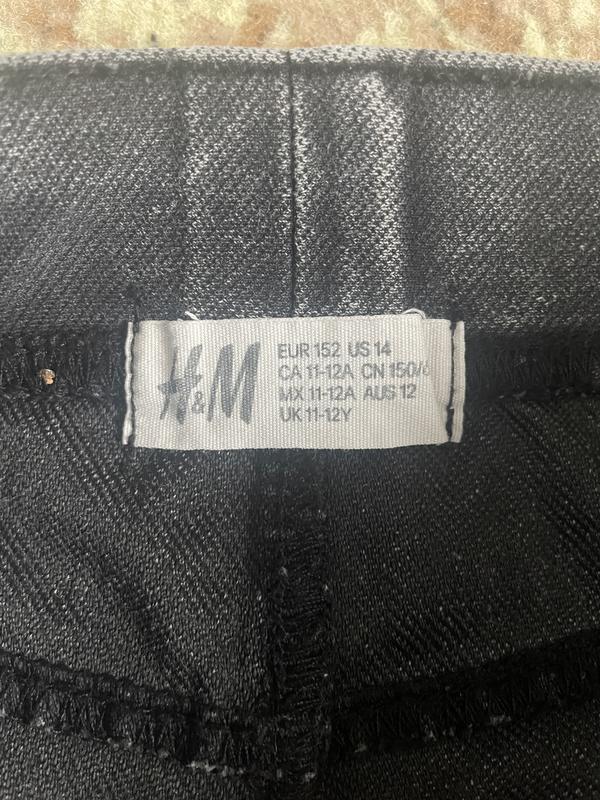 H&M
EUR 152 US 14
CA 11-12A CN 150/
MX 11-12A AUS 12
UK 11-12Y